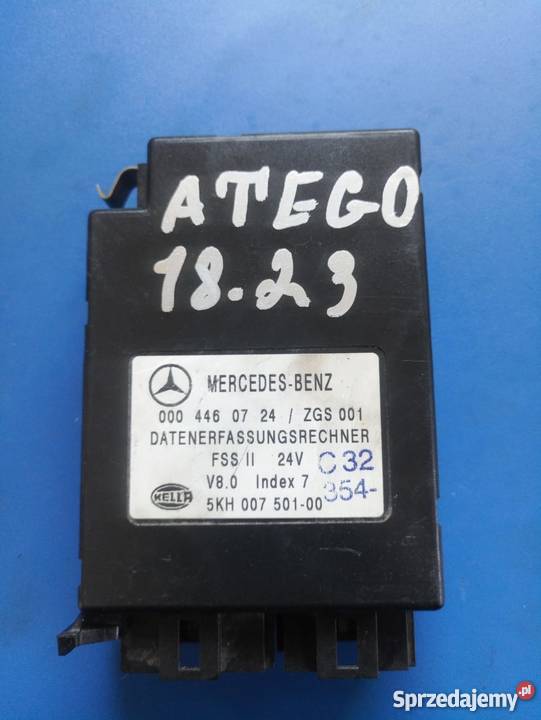 ATEGO
18.23
MERCEDES-BENZ
000 446 07 24 / ZGS 001
DATENERFASSUNGSRECHNER
FSS II 24V C32
V8.0 Index 7 354-
HELLA 5KH 007 501-00
Sprzedajemy.pl